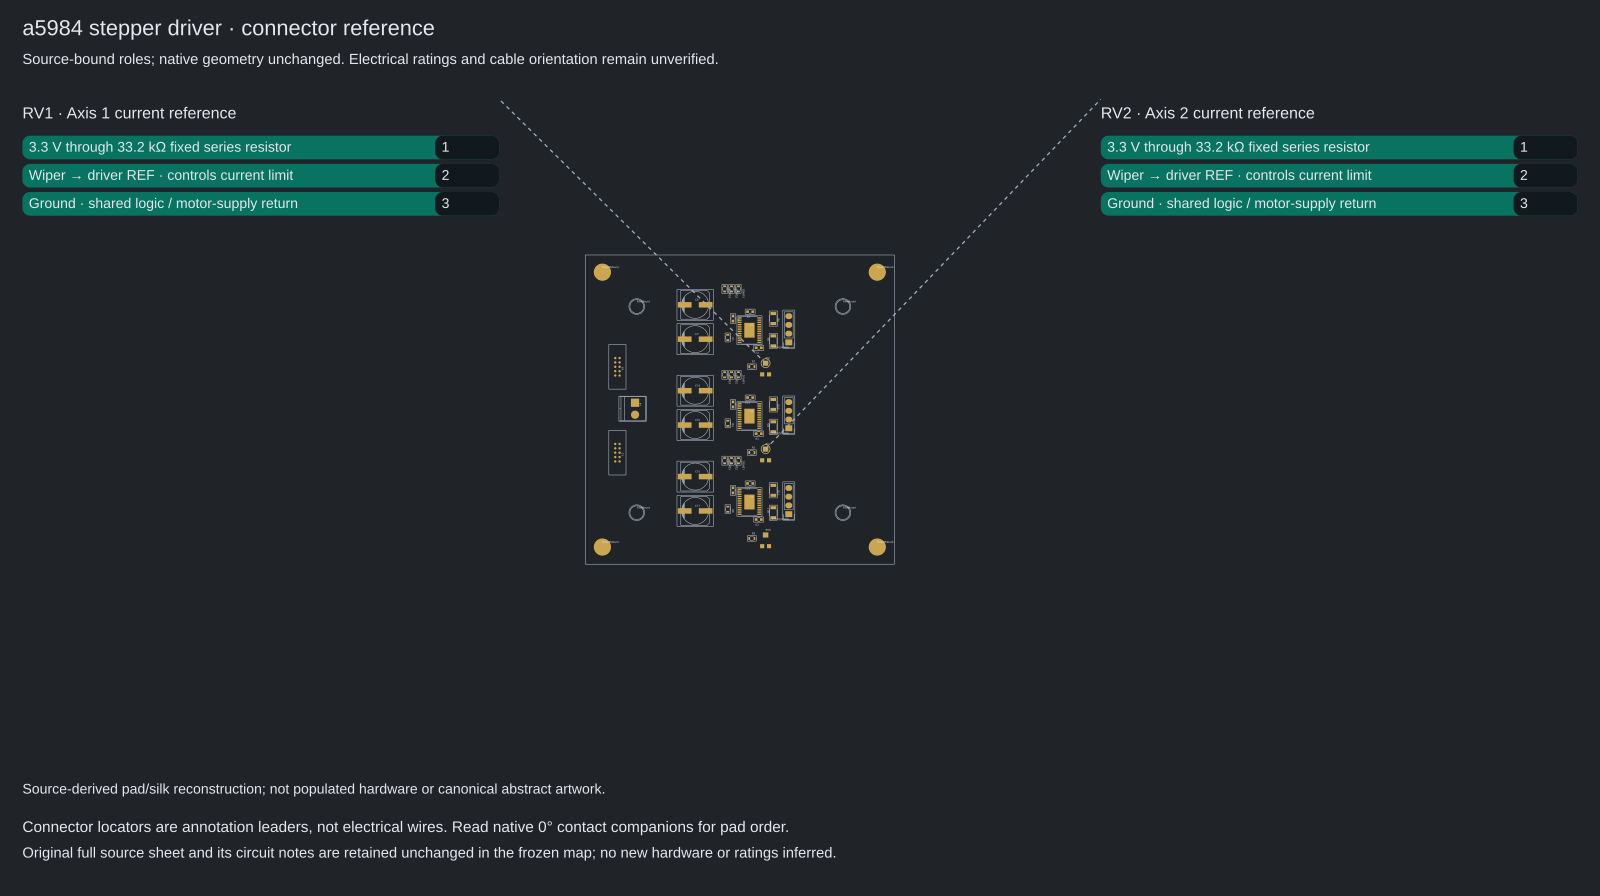 a5984 stepper driver · connector reference
Source-bound roles; native geometry unchanged. Electrical ratings and cable orientation remain unverified.
RV1 · Axis 1 current reference
3.3 V through 33.2 kΩ fixed series resistor 1
Wiper → driver REF · controls current limit 2
Ground · shared logic / motor-supply return 3
RV2 · Axis 2 current reference
3.3 V through 33.2 kΩ fixed series resistor 1
Wiper → driver REF · controls current limit 2
Ground · shared logic / motor-supply return 3
Source-derived pad/silk reconstruction; not populated hardware or canonical abstract artwork.
Connector locators are annotation leaders, not electrical wires. Read native 0° contact companions for pad order.
Original full source sheet and its circuit notes are retained unchanged in the frozen map; no new hardware or ratings inferred.